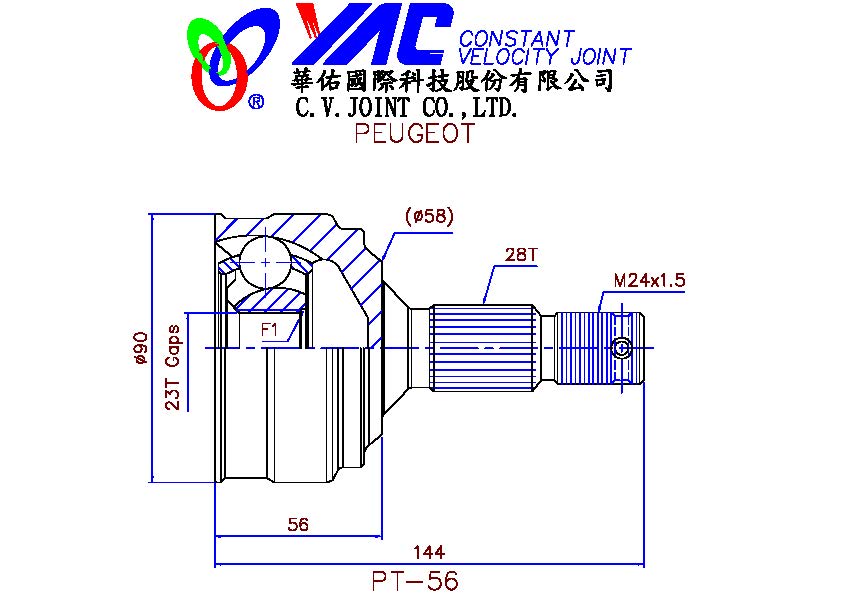 YAC CONSTANT
VELOCITY JOINT
®
華佑國際科技股份有限公司
C.V.JOINT CO.,LTD.
PEUGEOT
(ø58)
28T
M24x1.5
F1
ø90
23T Gaps
56
144
PT-56